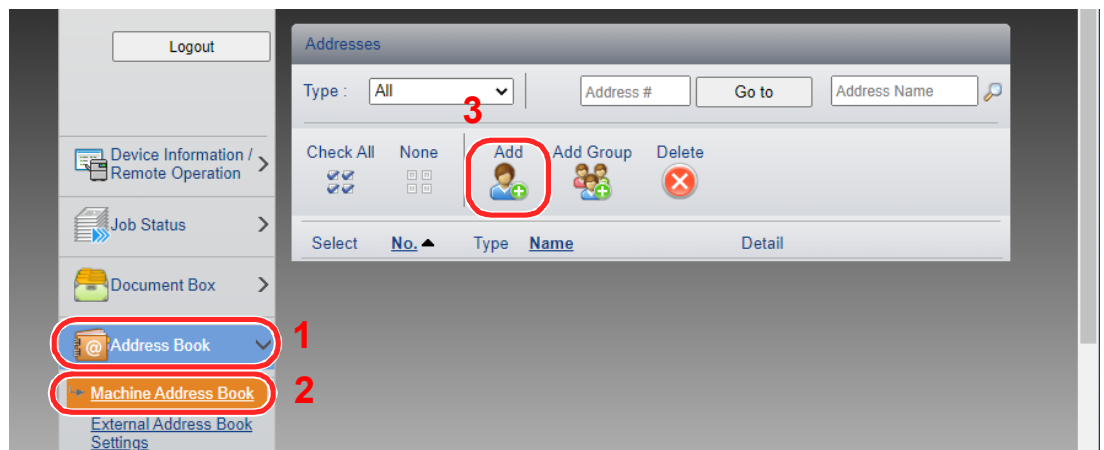 Logout
Addresses
Type :
All
Address #
Go to
Address Name
3
Check All
None
Add
Add Group
Delete
Device Information /
Remote Operation
Job Status
Select
No.
Type
Name
Detail
Document Box
Address Book
1
Machine Address Book
2
External Address Book
Settings